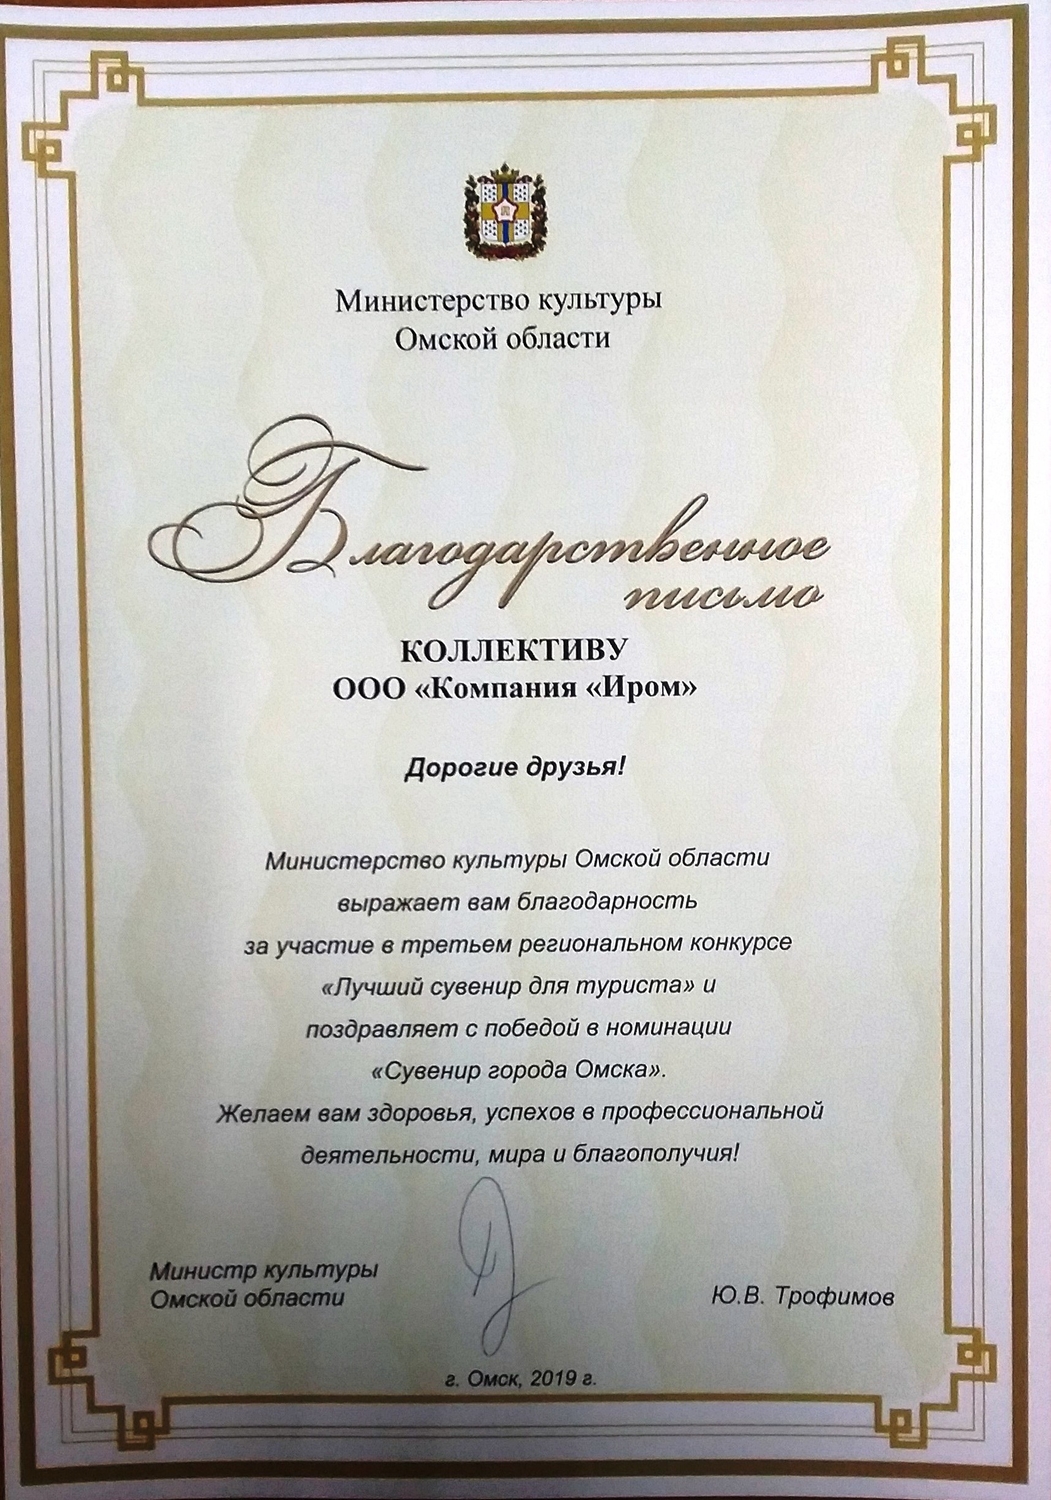 Министерство культуры
Омской области
Благодарственное
письмо
КОЛЛЕКТИВУ
ООО «Компания «Иром»
Дорогие друзья!
Министерство культуры Омской области
выражает вам благодарность
за участие в третьем региональном конкурсе
«Лучший сувенир для туриста» и
поздравляет с победой в номинации
«Сувенир города Омска».
Желаем вам здоровья, успехов в профессиональной
деятельности, мира и благополучия!
Министр культуры
Омской области
Ю.В. Трофимов
г. Омск, 2019 г.